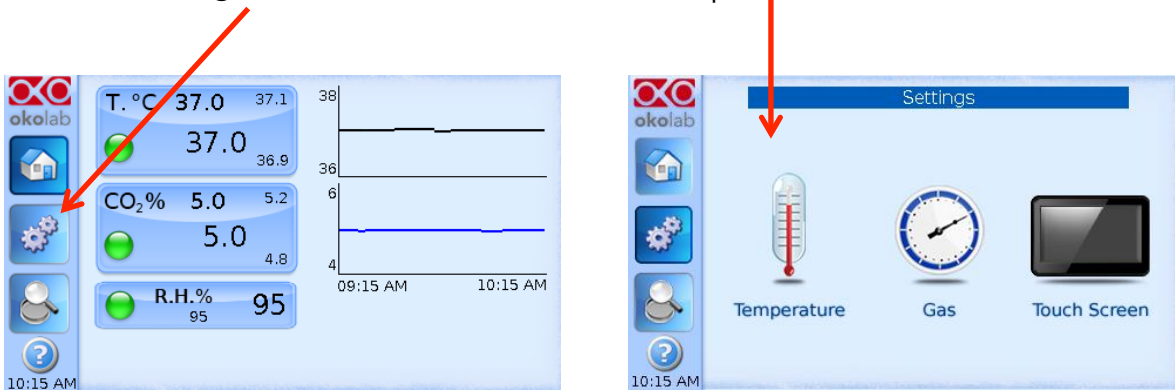 OKO
okolab
T. °C 37.0 37.1
37.0
36.9
CO₂% 5.0 5.2
5.0
4.8
R.H.%
95
95
38
36
6
4
09:15 AM 10:15 AM
10:15 AM
OKO
okolab
Settings
Temperature Gas Touch Screen
10:15 AM